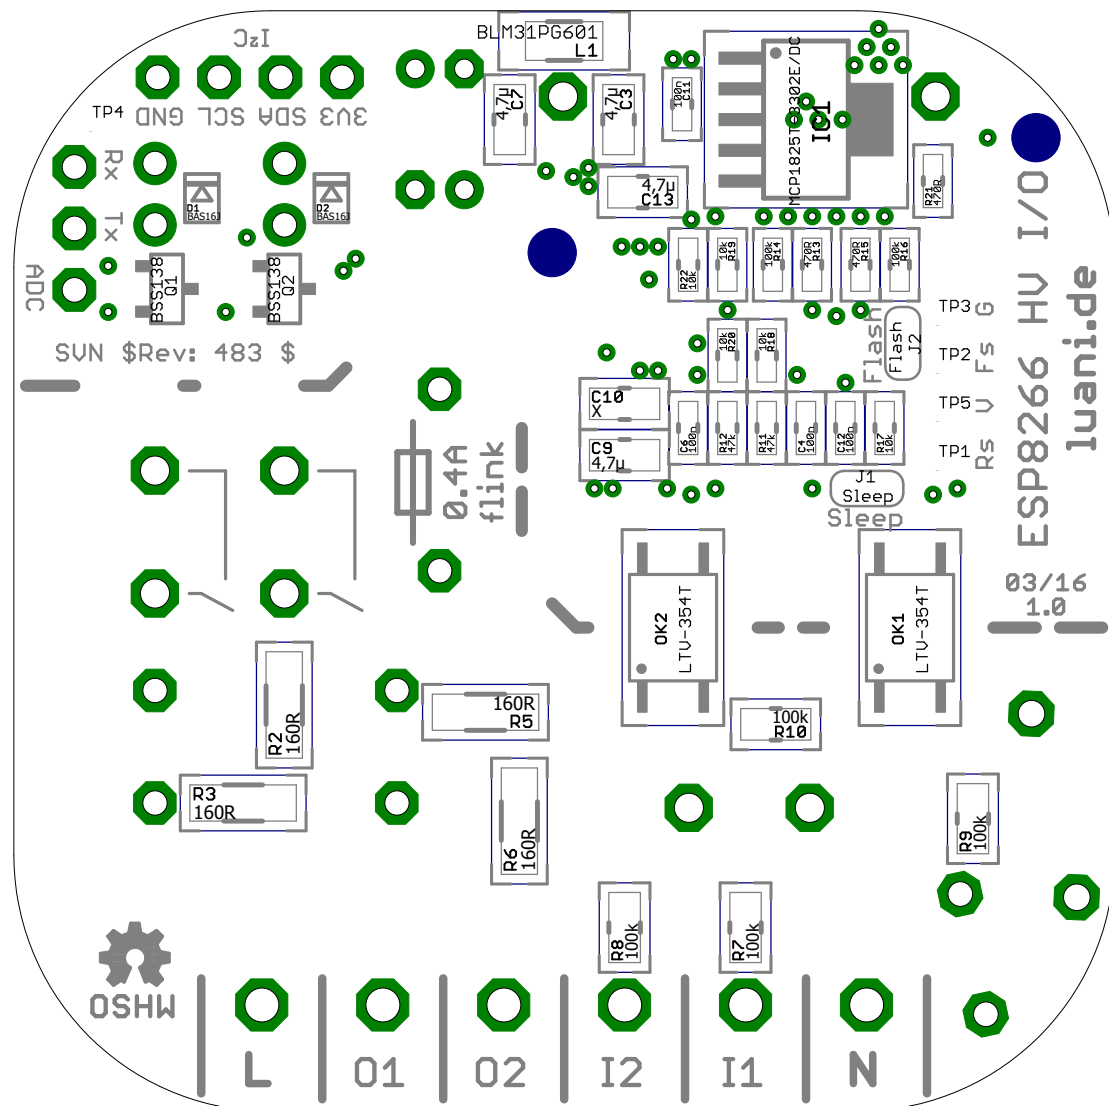 I²C
BLM31PG601
L1
TP4
GND SCL SDA 3V3
4,7µ
C7
4,7µ
C3
100n
C11
IC1
Rx
D1
BAS16J
D2
BAS16J
4,7µ
C13
R21
470R
Tx
ADC
BSS138
Q1
BSS138
Q2
R22
10k
10k
R19
100k
R14
470R
R13
470R
R15
100k
R16
TP3 G
SVN $Rev: 483 $
10k
R20
10k
R18
Flash
Flash
J2
TP2 Fs
C10
X
TP5 V
C9
4,7µ
C6
100n
R12
47k
R11
47k
C4
100n
C12
100n
R17
10k
TP1 Rs
0.4A
flink
J1
Sleep
Sleep
ESP8266 HV I/O
luani.de
03/16
1.0
OK2
LTV-354T
OK1
LTV-354T
R2
160R
160R
R5
100k
R10
R3
160R
R6
160R
R9
100k
R8
100k
R7
100k
OSHW
L O1 O2 I2 I1 N